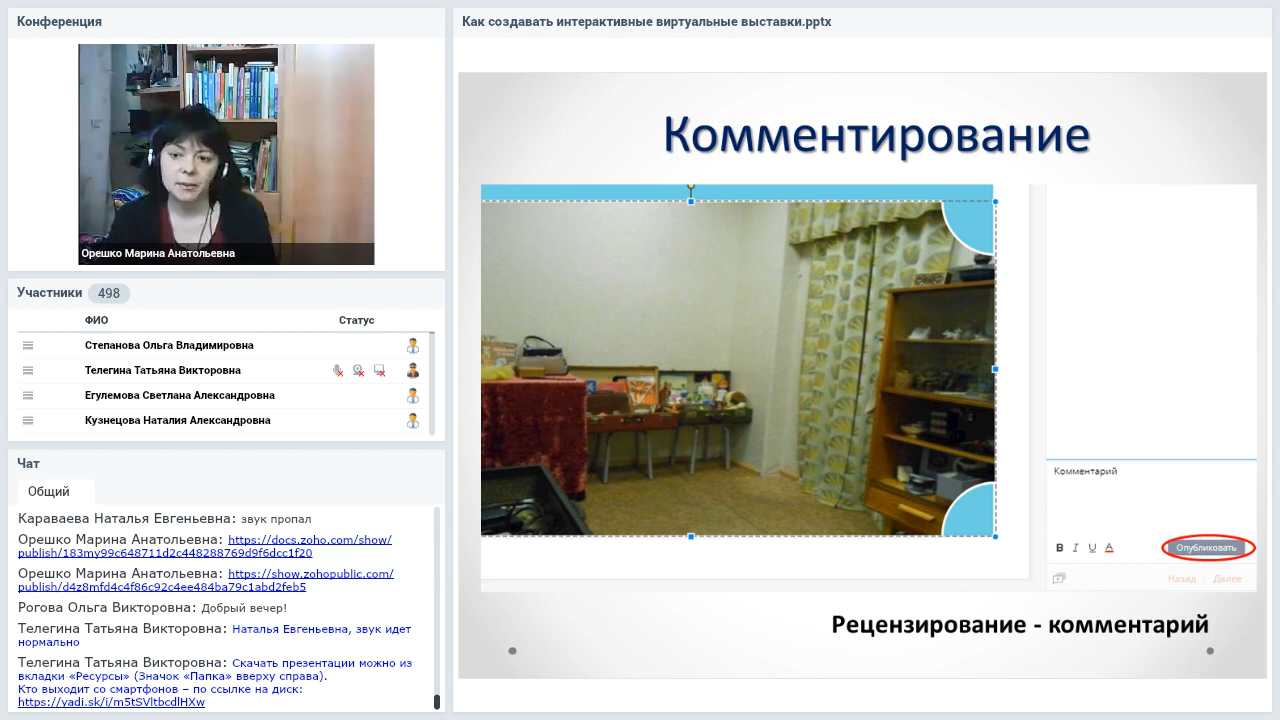 Конференция
Орешко Марина Анатольевна
Участники 498
ФИО Статус
Степанова Ольга Владимировна
Телегина Татьяна Викторовна
Егулемова Светлана Александровна
Кузнецова Наталия Александровна
Чат
Общий
Караваева Наталья Евгеньевна: звук пропал
Орешко Марина Анатольевна: https://docs.zoho.com/show/
publish/183my99c648711d2c448288769d9f6dcc1f20
Орешко Марина Анатольевна: https://show.zohopublic.com/
publish/d4z8mfd4c4f86c92c4ee484ba79c1abd2feb5
Рогова Ольга Викторовна: Добрый вечер!
Телегина Татьяна Викторовна: Наталья Евгеньевна, звук идет
нормально
Телегина Татьяна Викторовна: Скачать презентации можно из
вкладки «Ресурсы» (Значок «Папка» вверху справа).
Кто выходит со смартфонов – по ссылке на диск:
https://yadi.sk/i/m5tSVltbcdlHXw
Как создавать интерактивные виртуальные выставки.pptx
Комментирование
Комментарий
B I U A Опубликовать
Назад Далее
Рецензирование - комментарий